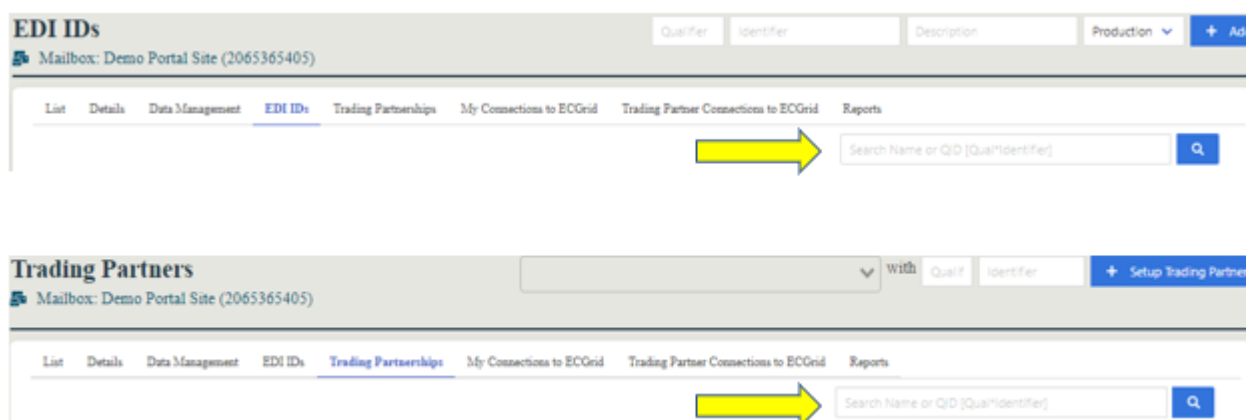 EDI IDs
Qualifier Identifier Description Production + Ad
Mailbox: Demo Portal Site (2065365405)
List Details Data Management EDI IDs Trading Partnerships My Connections to ECGrid Trading Partner Connections to ECGrid Reports
Search Name or QID [Qual*Identifier]
Trading Partners
with Qualif Identifier + Setup Trading Partner
Mailbox: Demo Portal Site (2065365405)
List Details Data Management EDI IDs Trading Partnerships My Connections to ECGrid Trading Partner Connections to ECGrid Reports
Search Name or QID [Qual*Identifier]